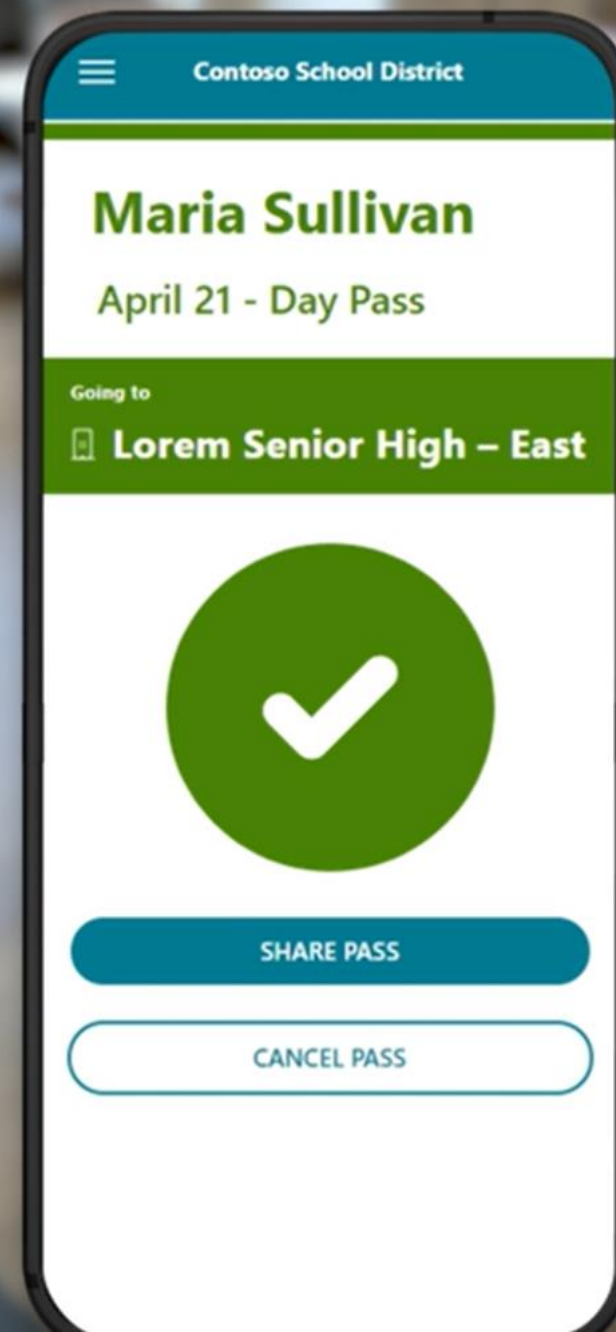 Contoso School District
Maria Sullivan
April 21 - Day Pass
Going to
Lorem Senior High – East
SHARE PASS
CANCEL PASS